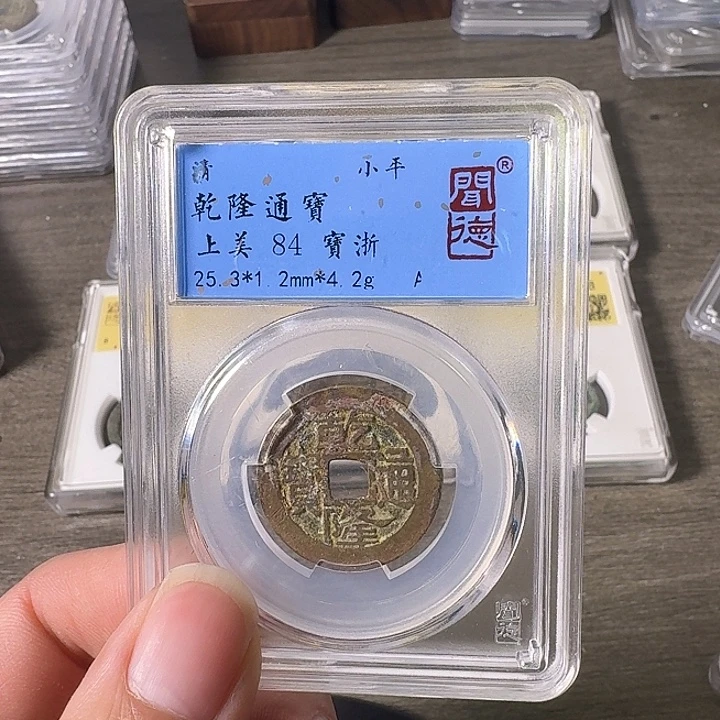 清 小平
乾隆通寶
上美 84 寶浙
25.3*1.2mm*4.2g A
聞德®
乾隆通寶